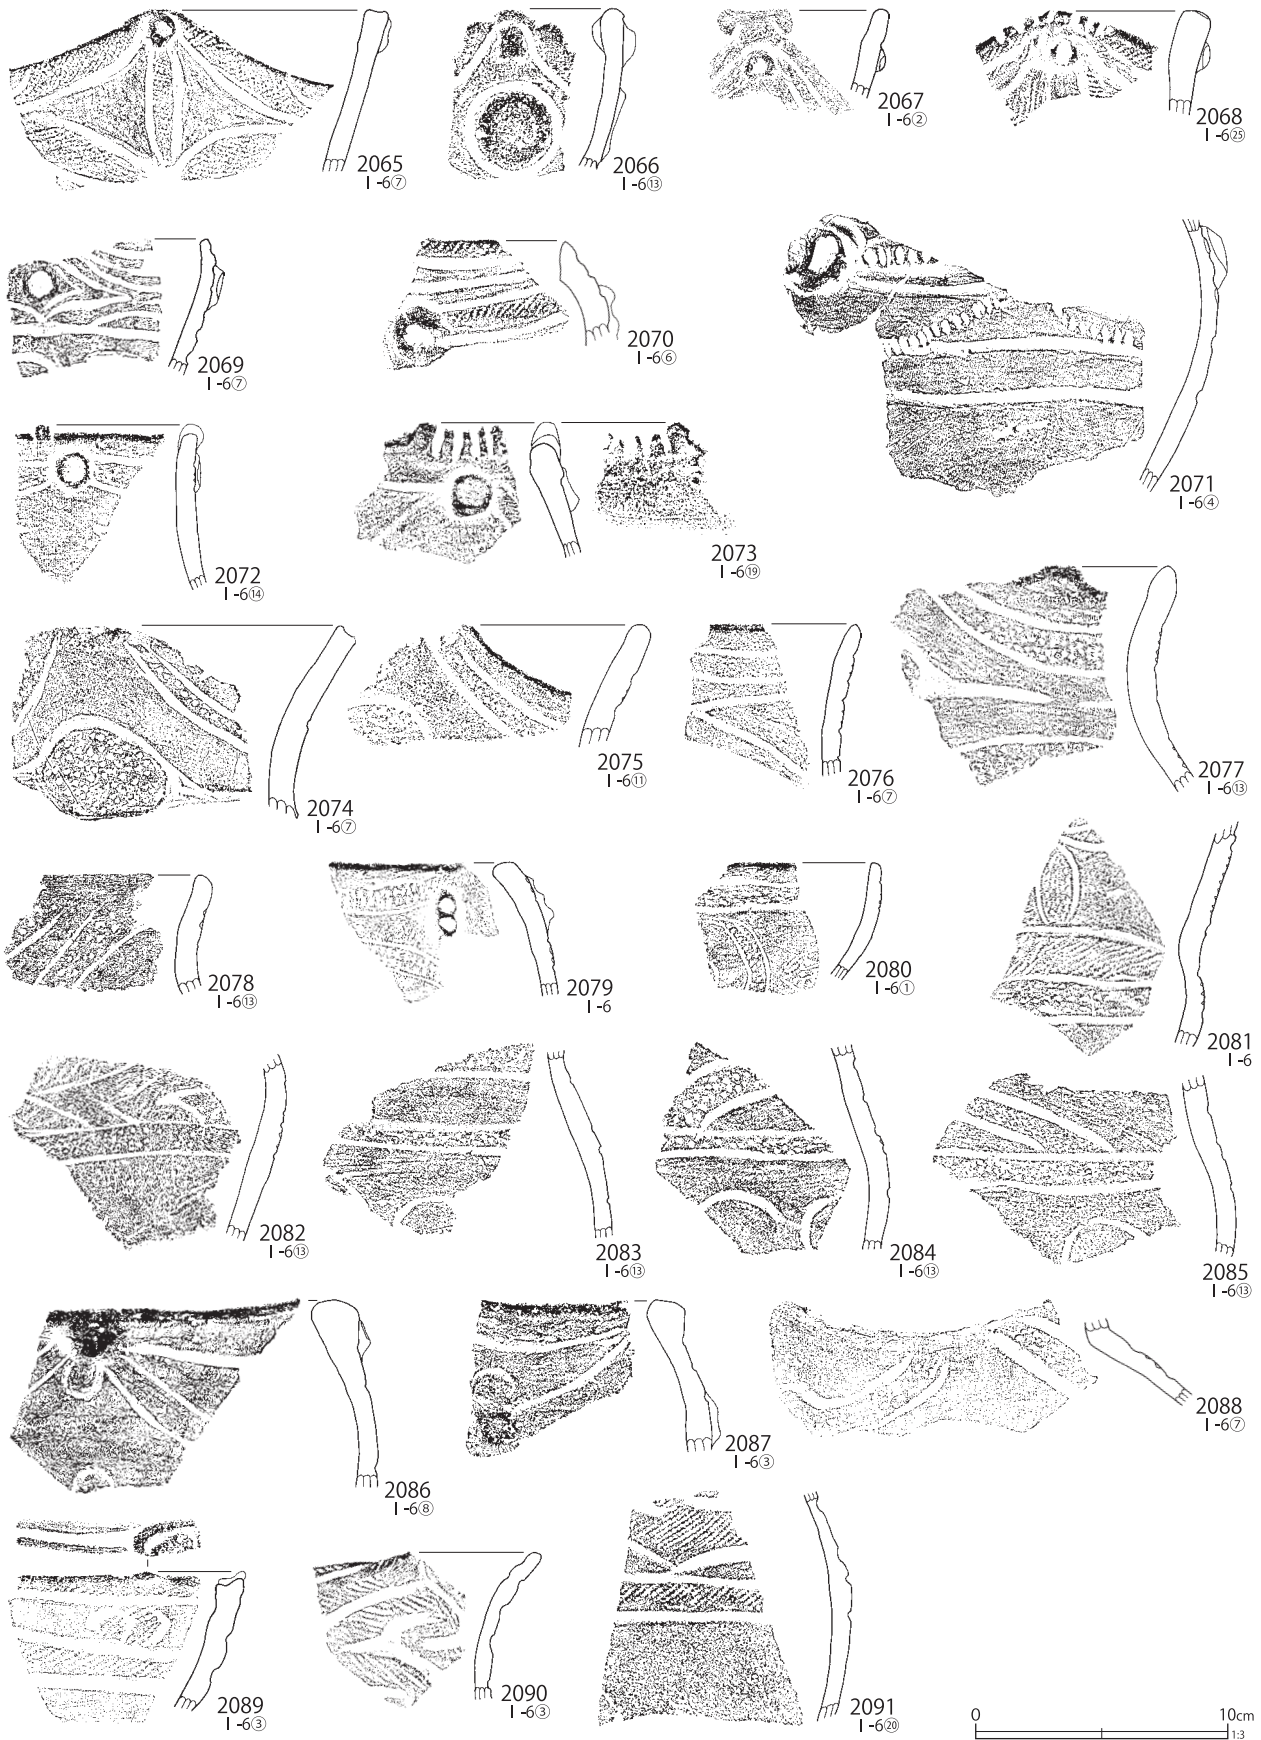 2065
I -6⑦
2066
I -6⑬
2067
I -6②
2068
I -6㉕
2069
I -6⑦
2070
I -6⑥
2071
I -6④
2072
I -6⑭
2073
I -6⑲
2074
I -6⑦
2075
I -6⑪
2076
I -6⑦
2077
I -6⑬
2078
I -6⑬
2079
I -6
2080
I -6①
2081
I -6
2082
I -6⑬
2083
I -6⑬
2084
I -6⑬
2085
I -6⑬
2086
I -6⑧
2087
I -6③
2088
I -6⑦
2089
I -6③
2090
I -6③
2091
I -6⑳
0 10cm
1:3